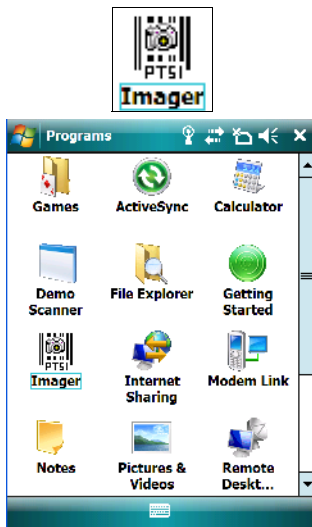 PTSI
Imager
Programs
Games
ActiveSync
Calculator
Demo
Scanner
File Explorer
Getting
Started
PTSI
Imager
Internet
Sharing
Modem Link
Notes
Pictures &
Videos
Remote
Deskt...